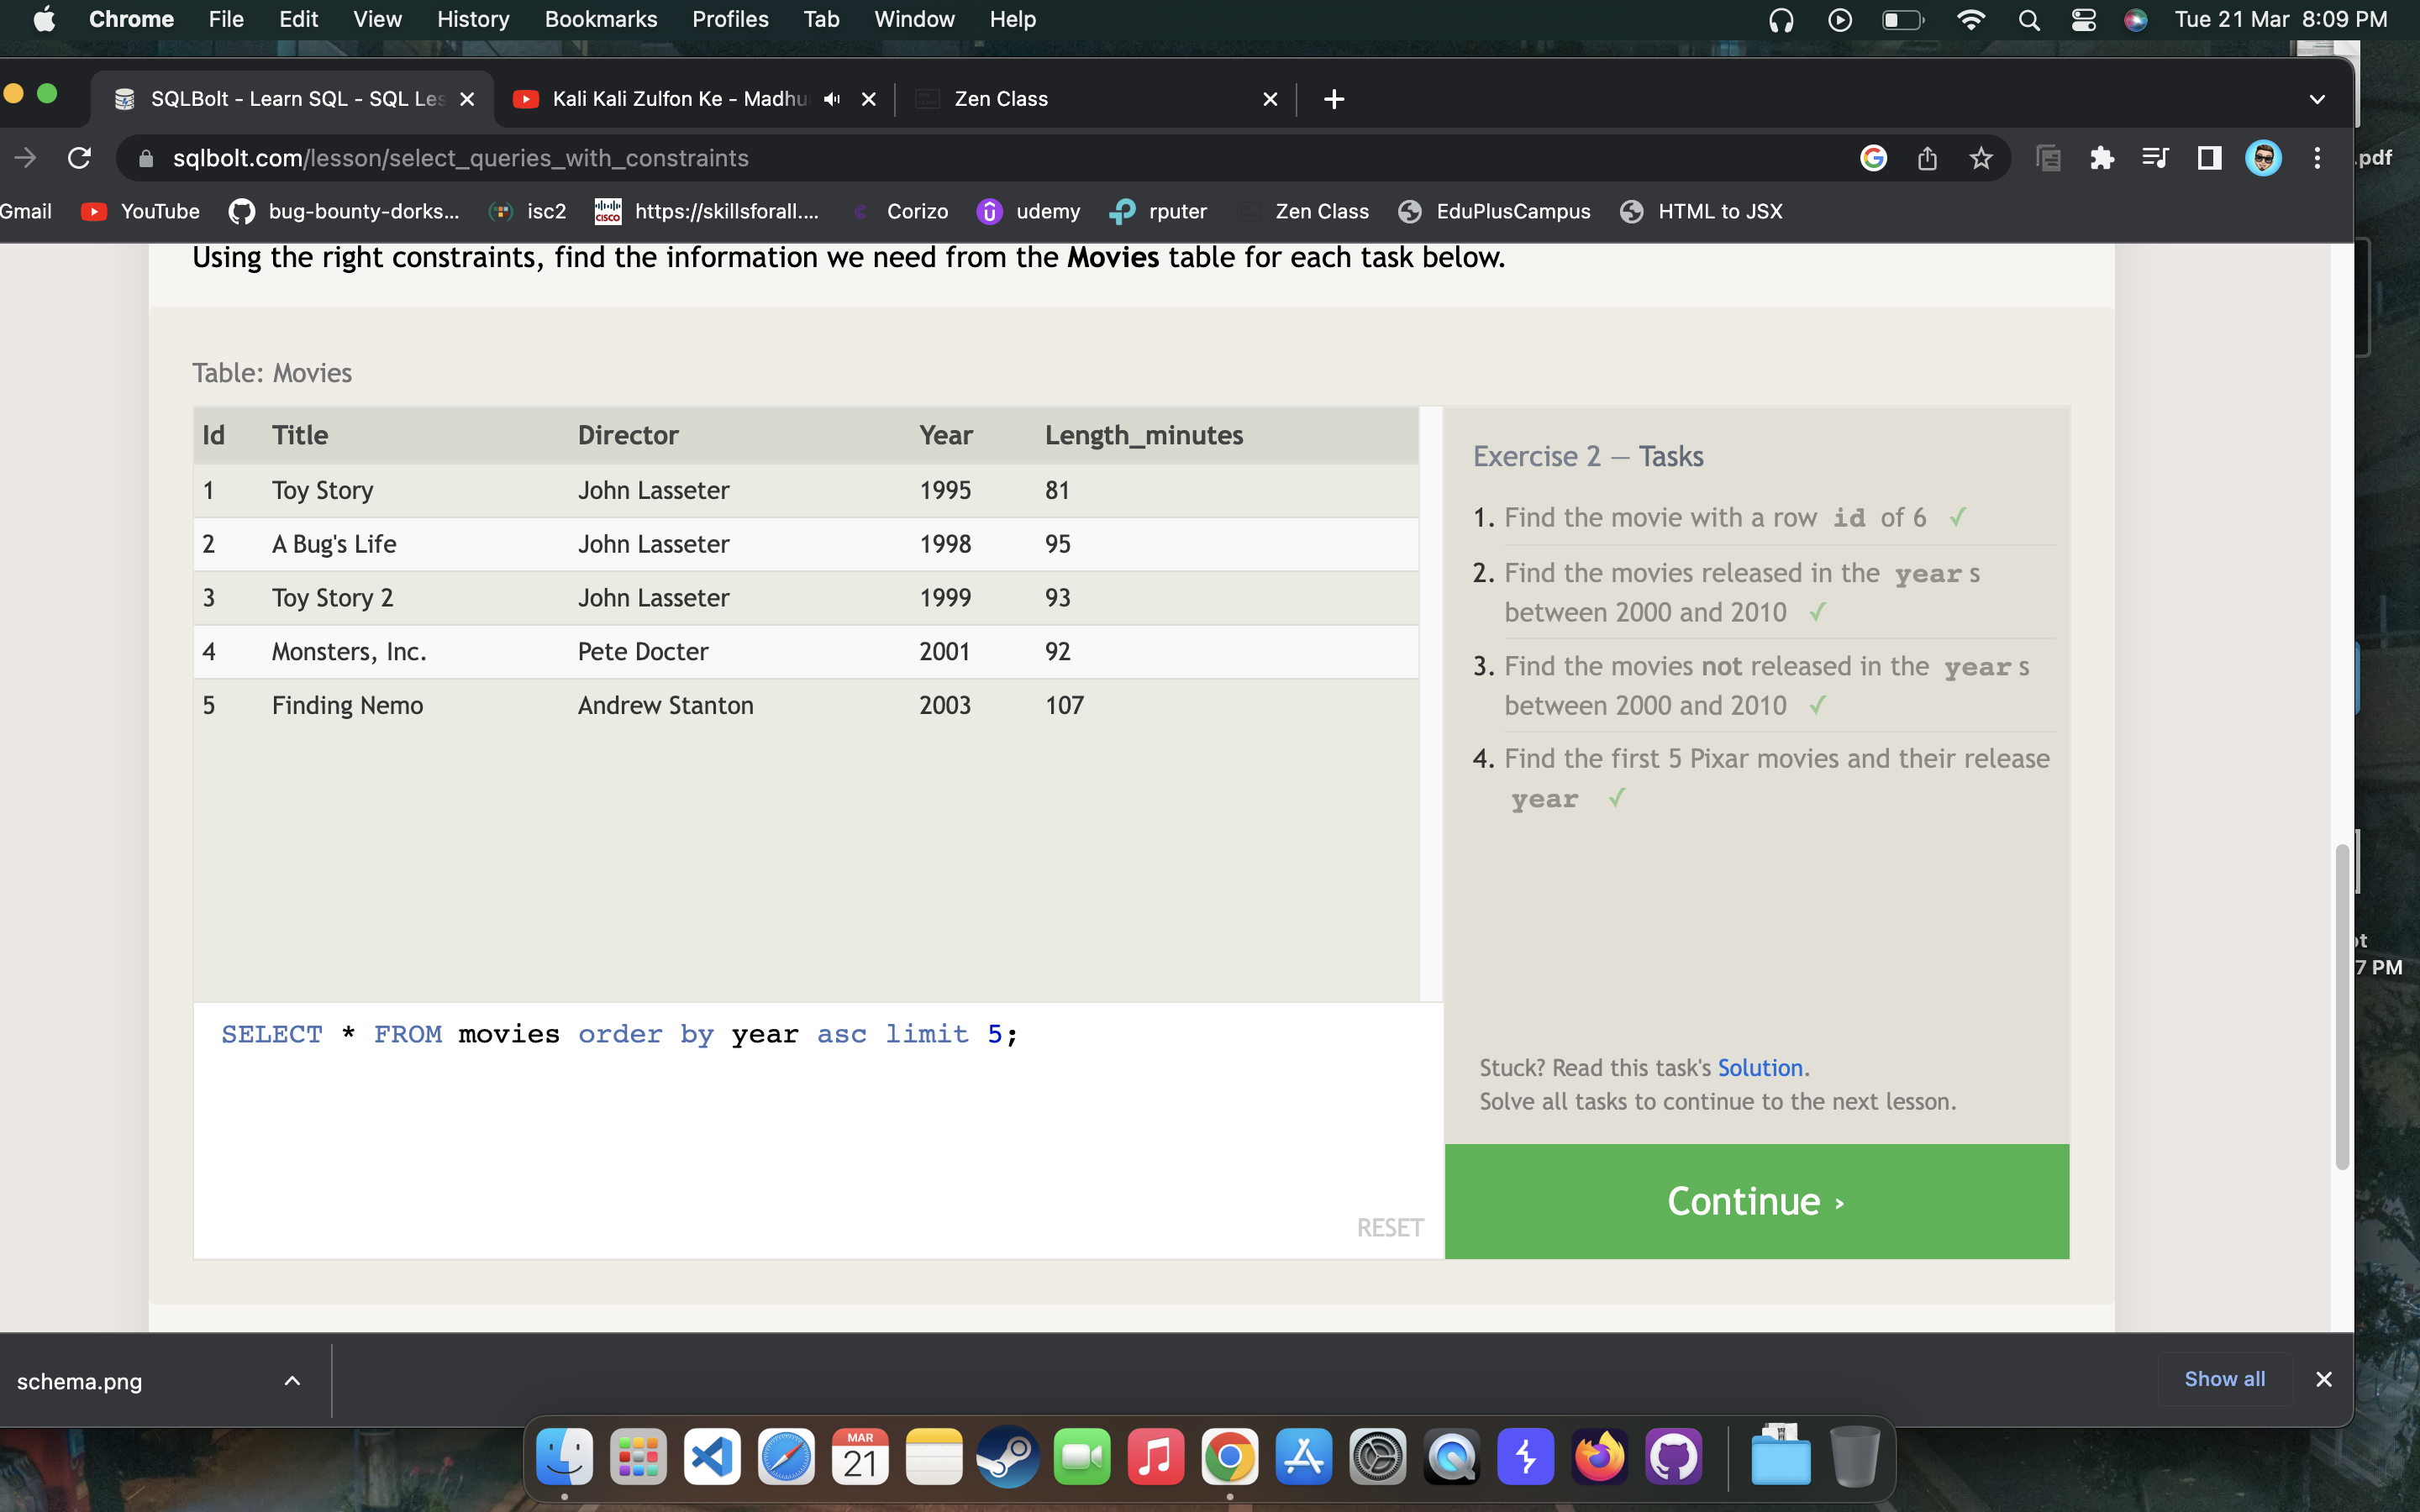 Chrome File Edit View History Bookmarks Profiles Tab Window Help Tue 21 Mar 8:09 PM
SQLBolt - Learn SQL - SQL Les Kali Kali Zulfon Ke - Madhu Zen Class
sqlbolt.com/lesson/select_queries_with_constraints
.pdf
Gmail YouTube bug-bounty-dorks... isc2 https://skillsforall.... Corizo udemy rputer Zen Class EduPlusCampus HTML to JSX
Using the right constraints, find the information we need from the Movies table for each task below.
Table: Movies
Id Title Director Year Length_minutes
1 Toy Story John Lasseter 1995 81
2 A Bug's Life John Lasseter 1998 95
3 Toy Story 2 John Lasseter 1999 93
4 Monsters, Inc. Pete Docter 2001 92
5 Finding Nemo Andrew Stanton 2003 107
Exercise 2 — Tasks
1. Find the movie with a row id of 6 ✓
2. Find the movies released in the years
between 2000 and 2010 ✓
3. Find the movies not released in the years
between 2000 and 2010 ✓
4. Find the first 5 Pixar movies and their release
year ✓
7 PM
SELECT * FROM movies order by year asc limit 5;
RESET
Stuck? Read this task's Solution.
Solve all tasks to continue to the next lesson.
Continue ›
schema.png
Show all
MAR
21